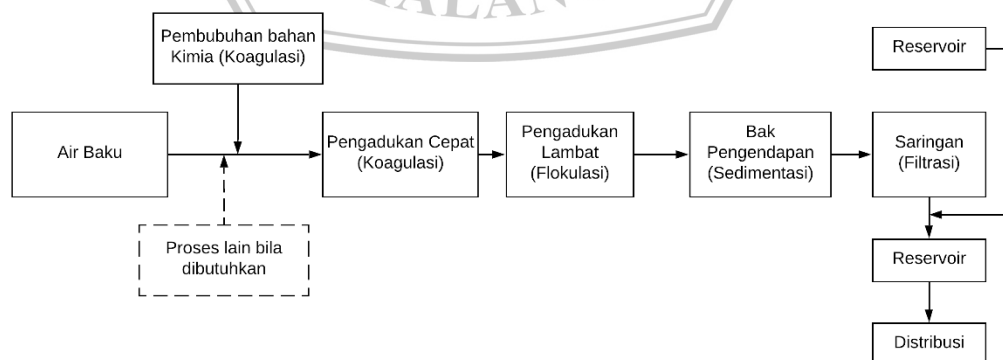 MALAN
Pembubuhan bahan
Kimia (Koagulasi)
Reservoir
Air Baku
Pengadukan Cepat
(Koagulasi)
Pengadukan
Lambat
(Flokulasi)
Bak
Pengendapan
(Sedimentasi)
Saringan
(Filtrasi)
Proses lain bila
dibutuhkan
Reservoir
Distribusi